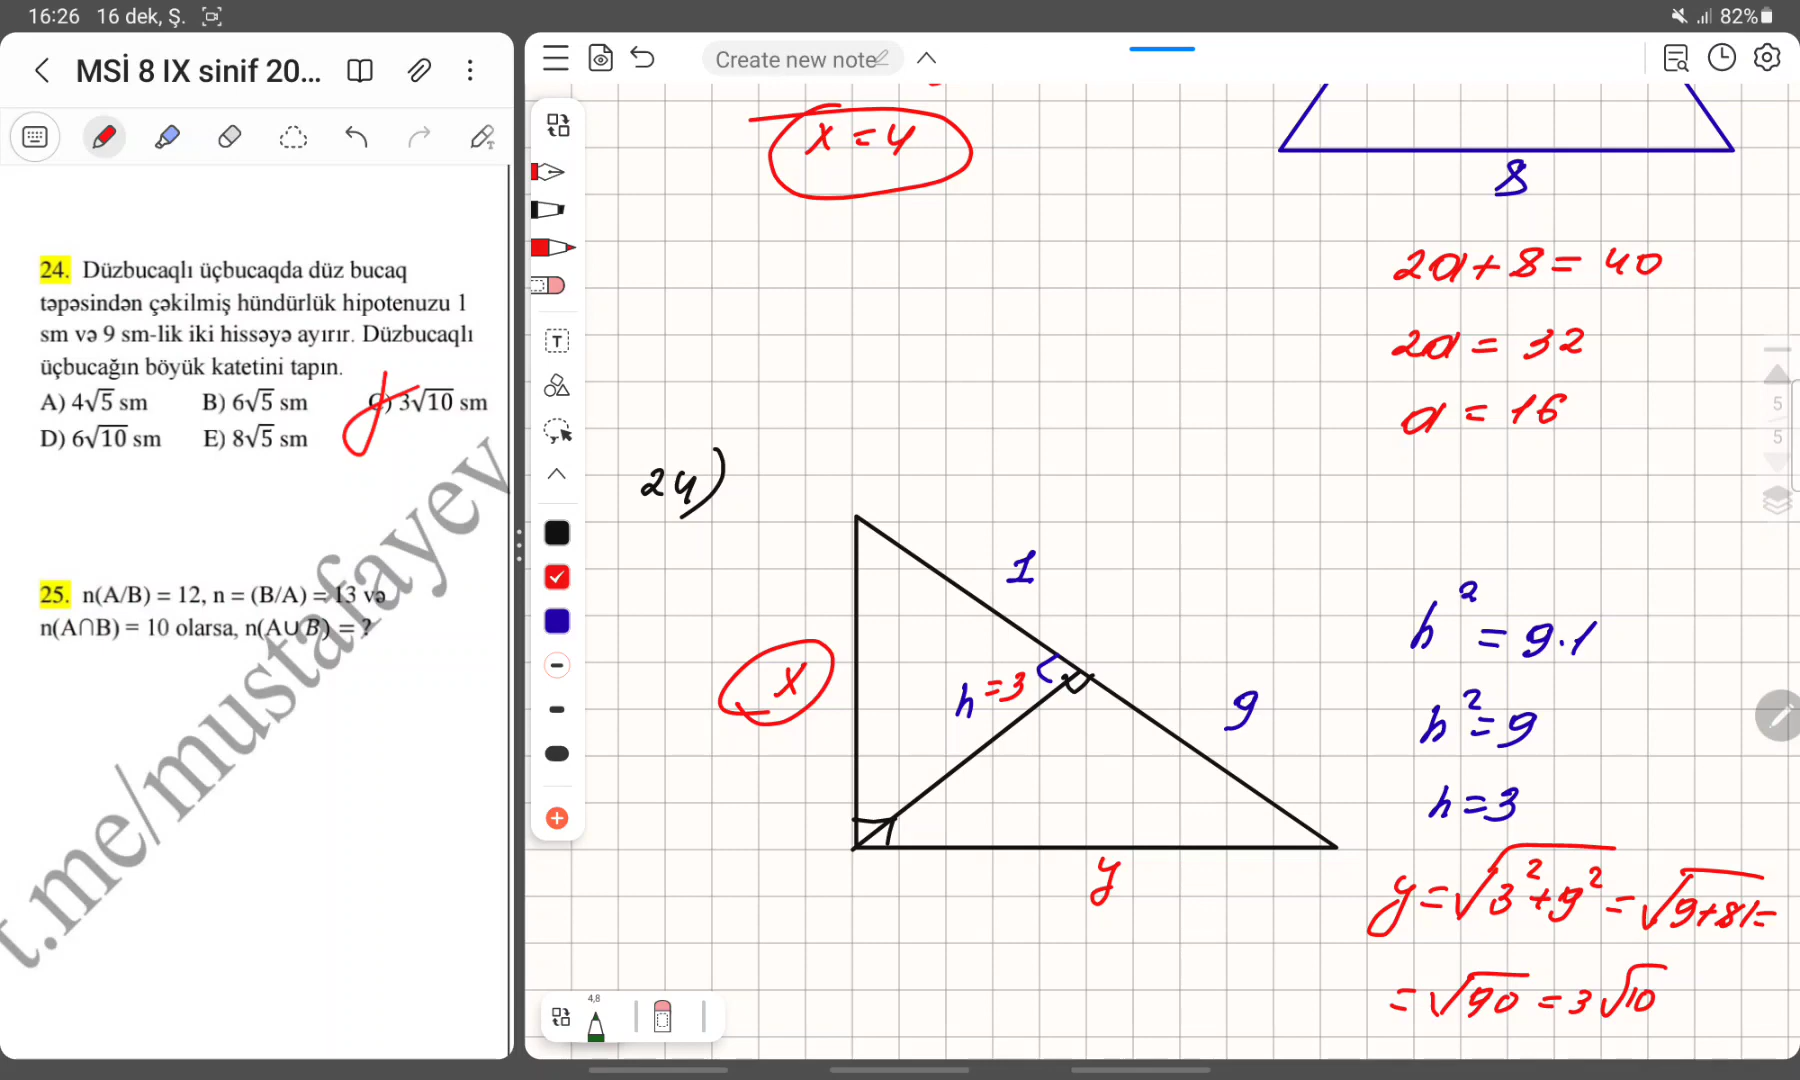 16:26 16 dek, Ş.
82%
MSİ 8 IX sinif 20...
24. Düzbucaqlı üçbucaqda düz bucaq
təpəsindən çəkilmiş hündürlük hipotenuzu 1
sm və 9 sm-lik iki hissəyə ayırır. Düzbucaqlı
üçbucağın böyük katetini tapın.
A) 4√5 sm B) 6√5 sm C) 3√10 sm
D) 6√10 sm E) 8√5 sm
25. n(A/B) = 12, n = (B/A) = 13 və
n(A∩B) = 10 olarsa, n(A∪B) = ?
t.me/mustafayev
Create new note
T
x = 4
8
2a + 8 = 40
2a = 32
a = 16
5
5
24)
1
x
h = 3
9
y
h² = 9·1
h² = 9
h = 3
y = √3² + 9² = √9 + 81 =
= √90 = 3√10
4,8